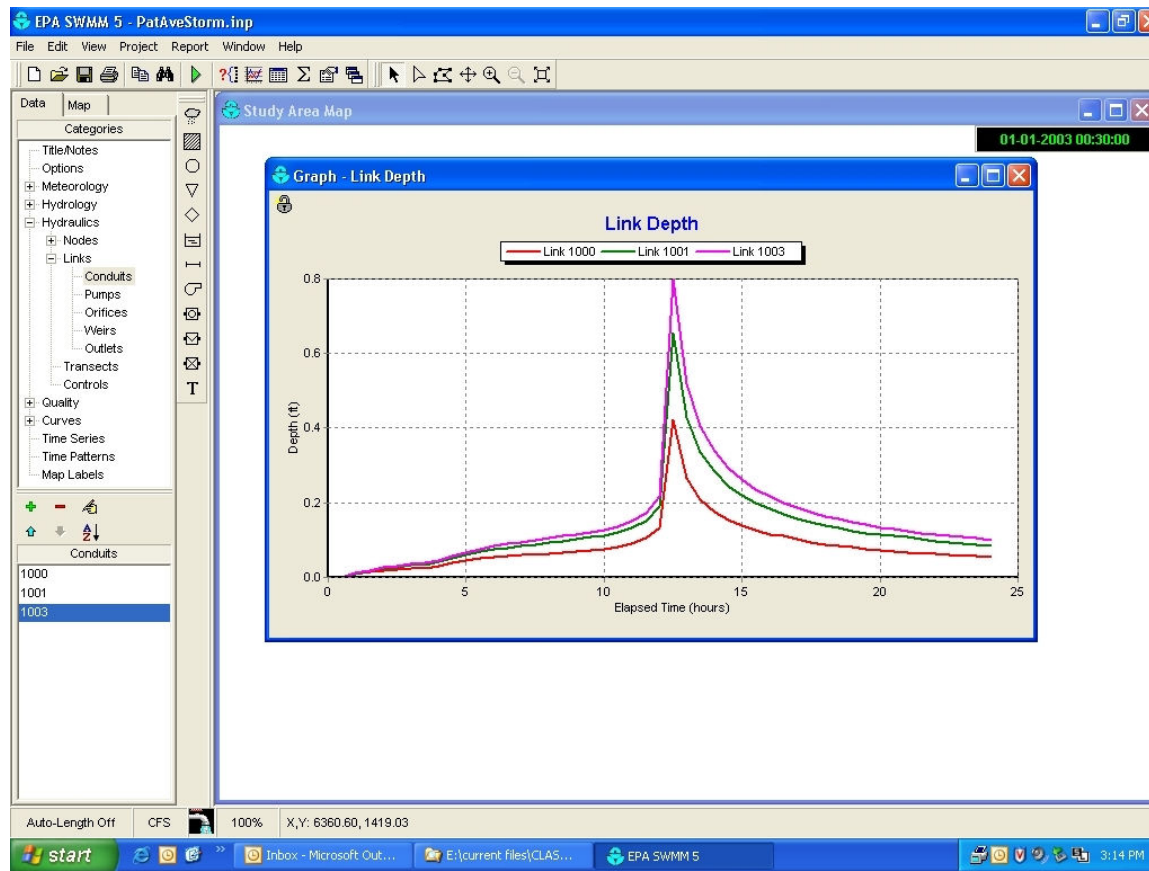 EPA SWMM 5 - PatAveStorm.inp
File Edit View Project Report Window Help
Data Map
Categories
Title/Notes
Options
Meteorology
Hydrology
Hydraulics
Nodes
Links
Conduits
Pumps
Orifices
Weirs
Outlets
Transects
Controls
Quality
Curves
Time Series
Time Patterns
Map Labels
Conduits
1000
1001
1003
T
Study Area Map
01-01-2003 00:30:00
Graph - Link Depth
Link Depth
Link 1000 Link 1001 Link 1003
Depth (ft)
0.8
0.6
0.4
0.2
0.0
0 5 10 15 20 25
Elapsed Time (hours)
Auto-Length Off CFS 100% X,Y: 6360.60, 1419.03
start Inbox - Microsoft Out... E:\current files\CLAS... EPA SWMM 5 3:14 PM